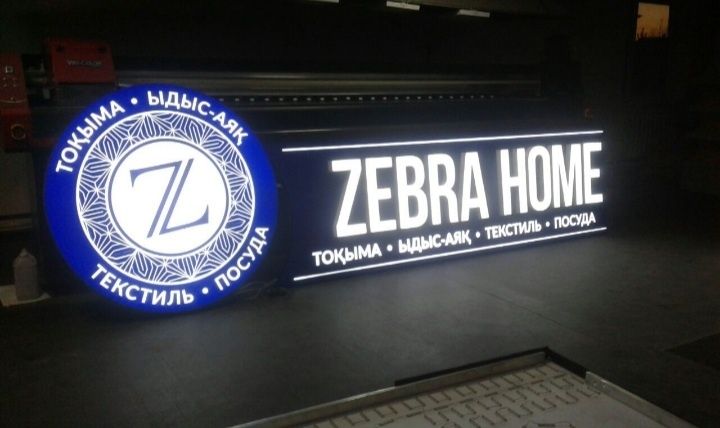 ТОҚЫМА • ЫДЫС-АЯҚ
Z
ТЕКСТИЛЬ • ПОСУДА
ZEBRA HOME
ТОҚЫМА • ЫДЫС-АЯҚ • ТЕКСТИЛЬ • ПОСУДА